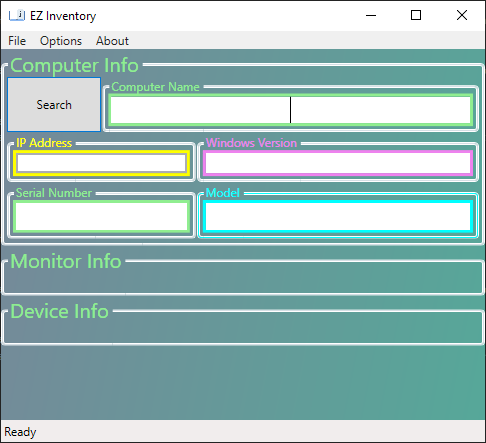 EZ Inventory
File Options About
Computer Info
Search
Computer Name
IP Address
Windows Version
Serial Number
Model
Monitor Info
Device Info
Ready